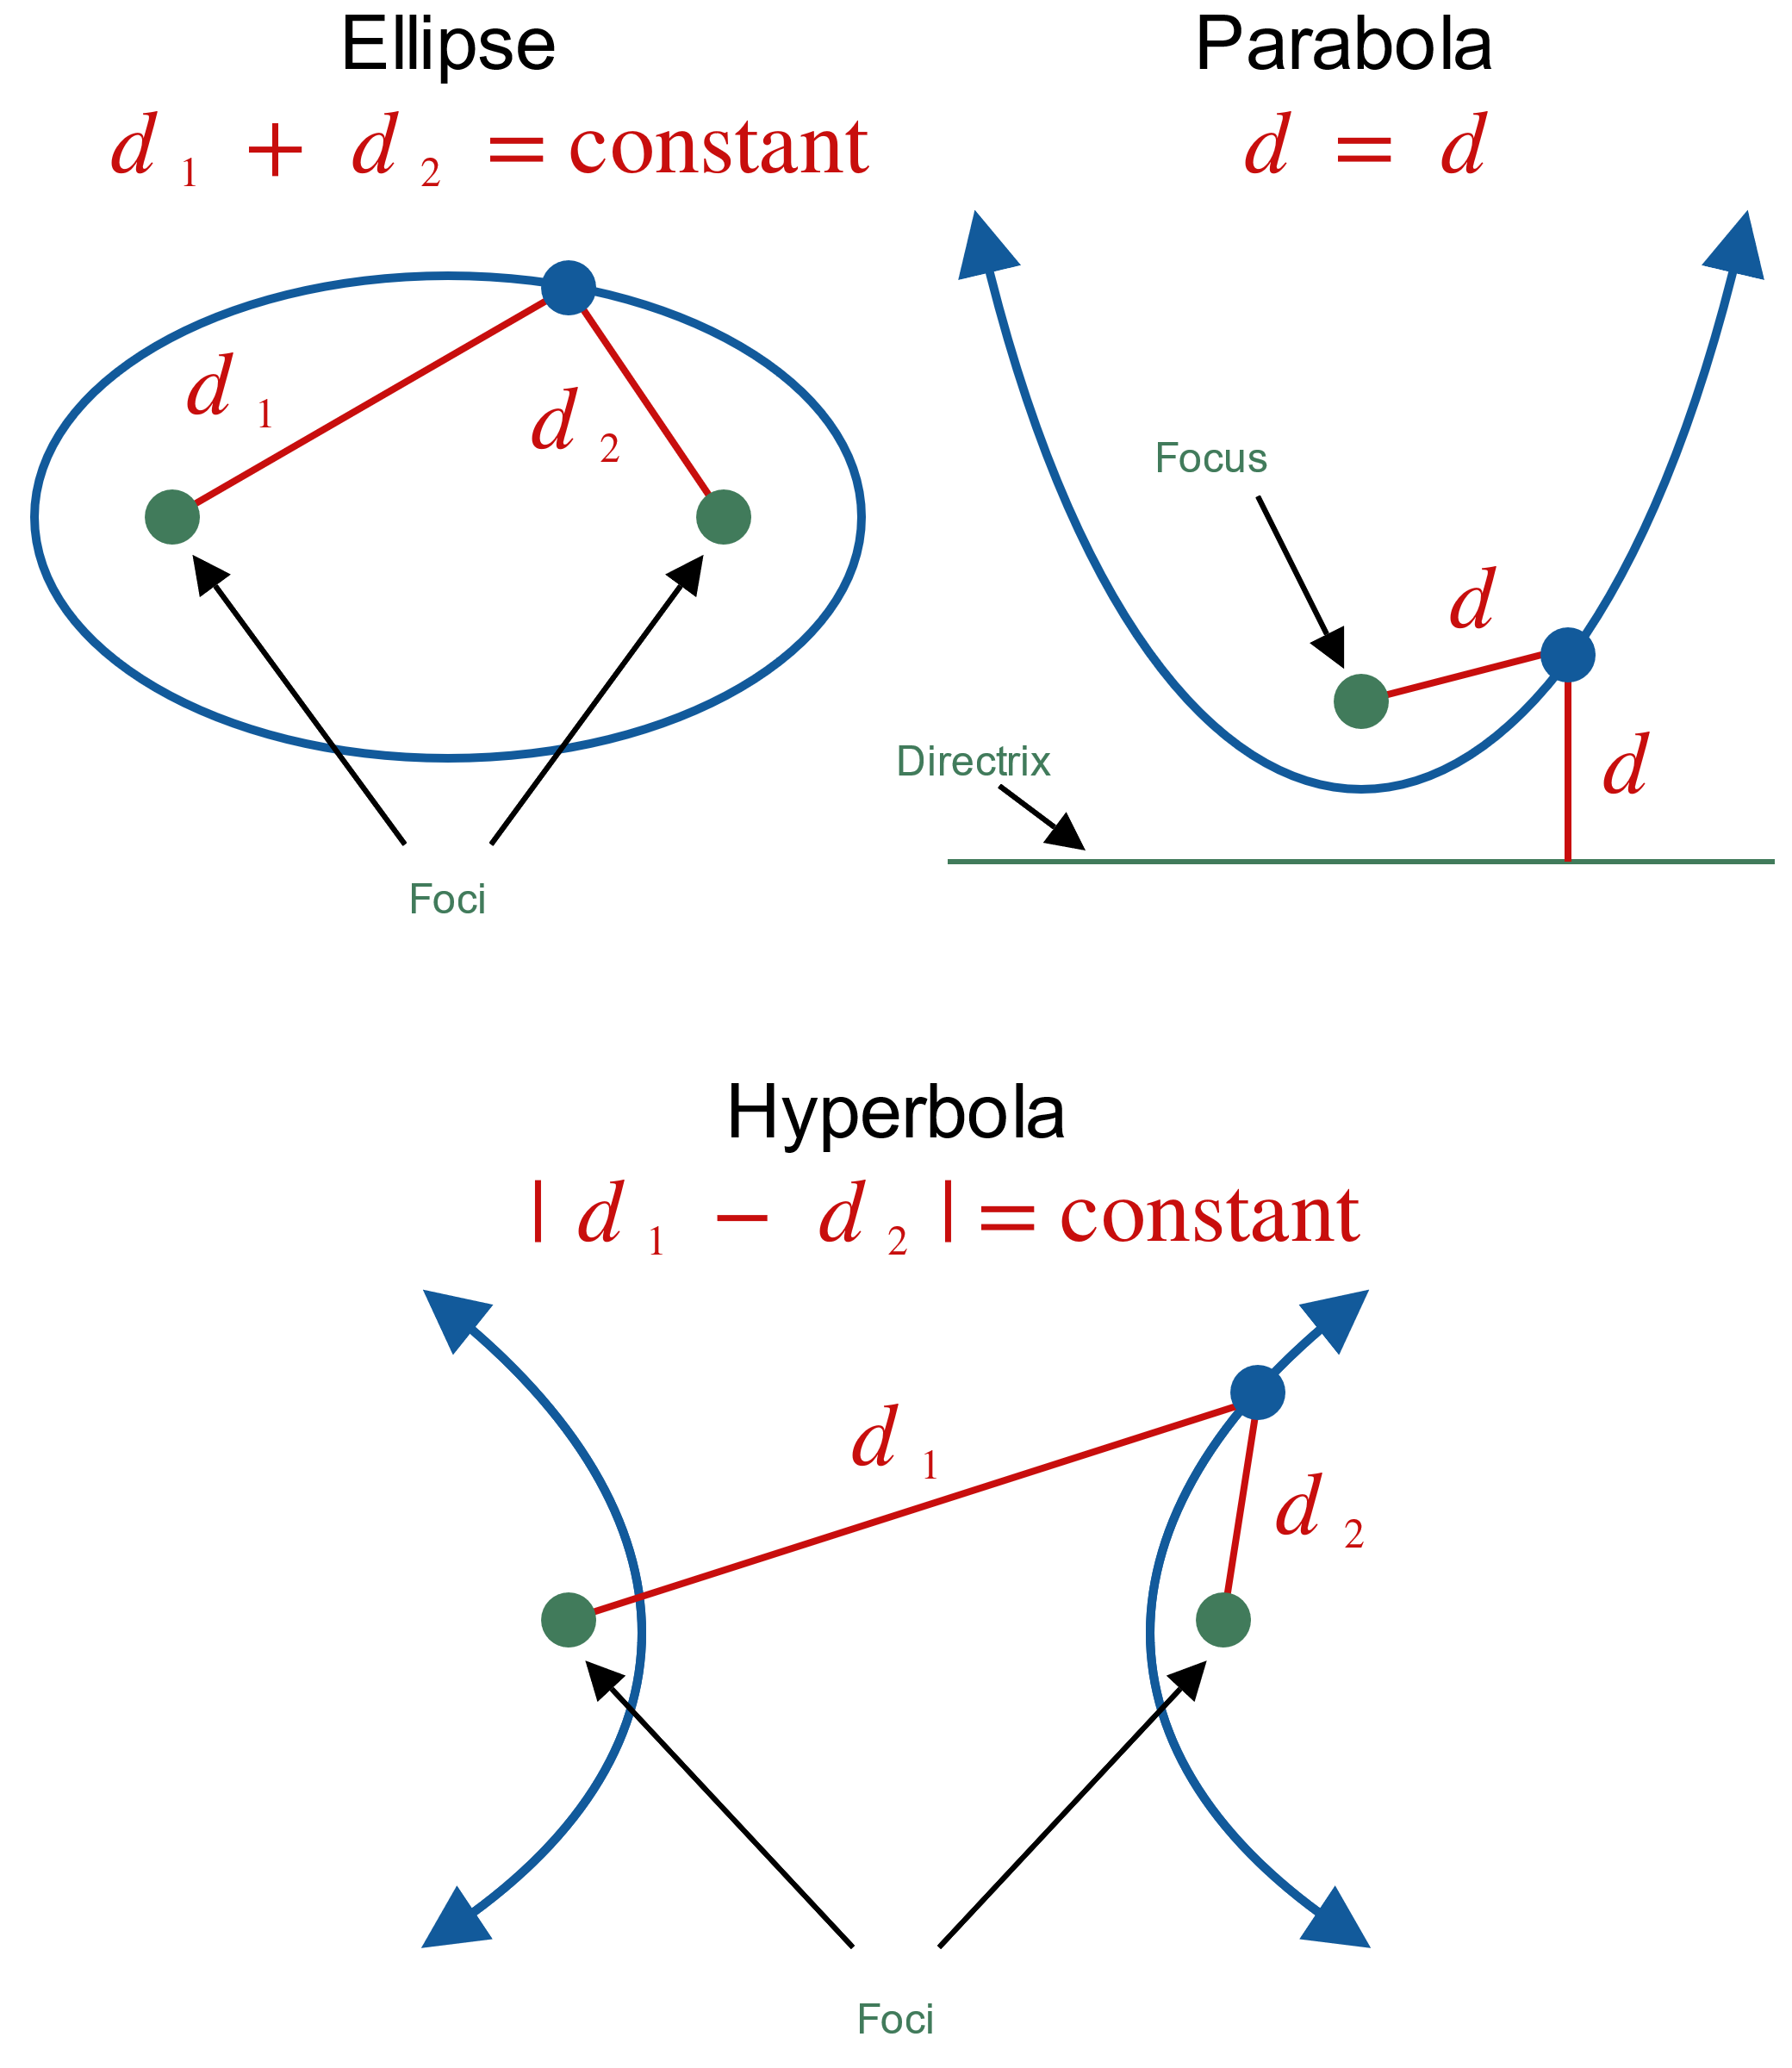 Ellipse
d 1 + d 2 = constant
d 1
d 2
Foci
Parabola
d = d
Focus
d
Directrix
d
Hyperbola
| d 1 − d 2 | = constant
d 1
d 2
Foci